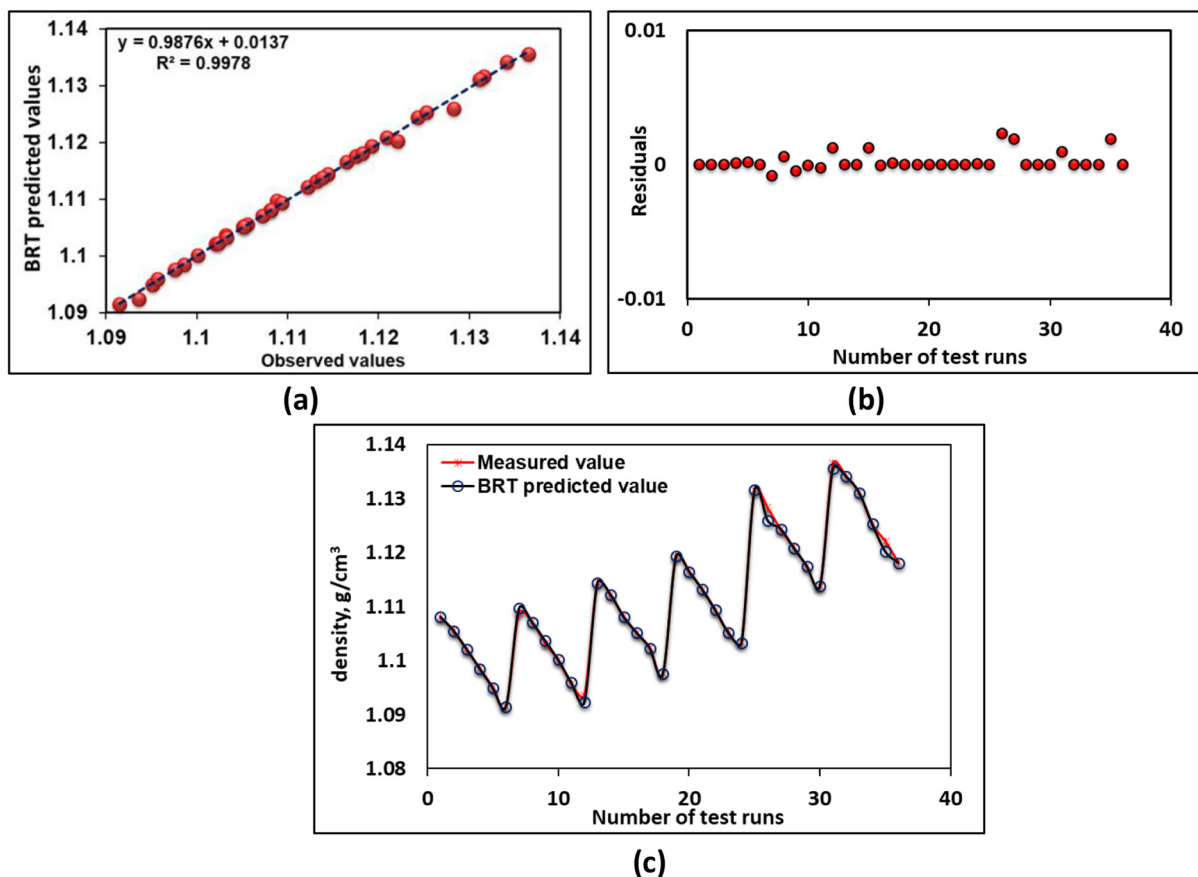 1.14
y = 0.9876x + 0.0137
R² = 0.9978
1.13
1.12
1.11
1.1
1.09
BRT predicted values
1.09 1.1 1.11 1.12 1.13 1.14
Observed values
(a)
0.01
0
-0.01
Residuals
0 10 20 30 40
Number of test runs
(b)
1.14
Measured value
BRT predicted value
1.13
1.12
1.11
1.1
1.09
1.08
density, g/cm³
0 10 20 30 40
Number of test runs
(c)